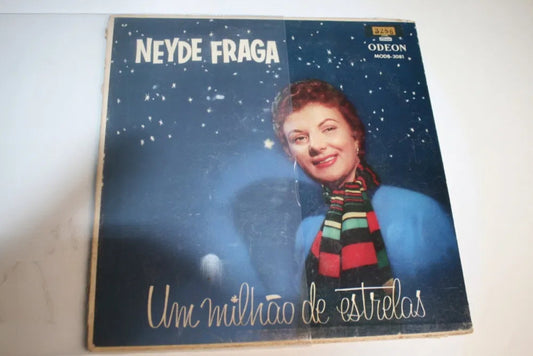 NEYDE FRAGA
ODEON
MODB-3081
Um milhão de estrelas